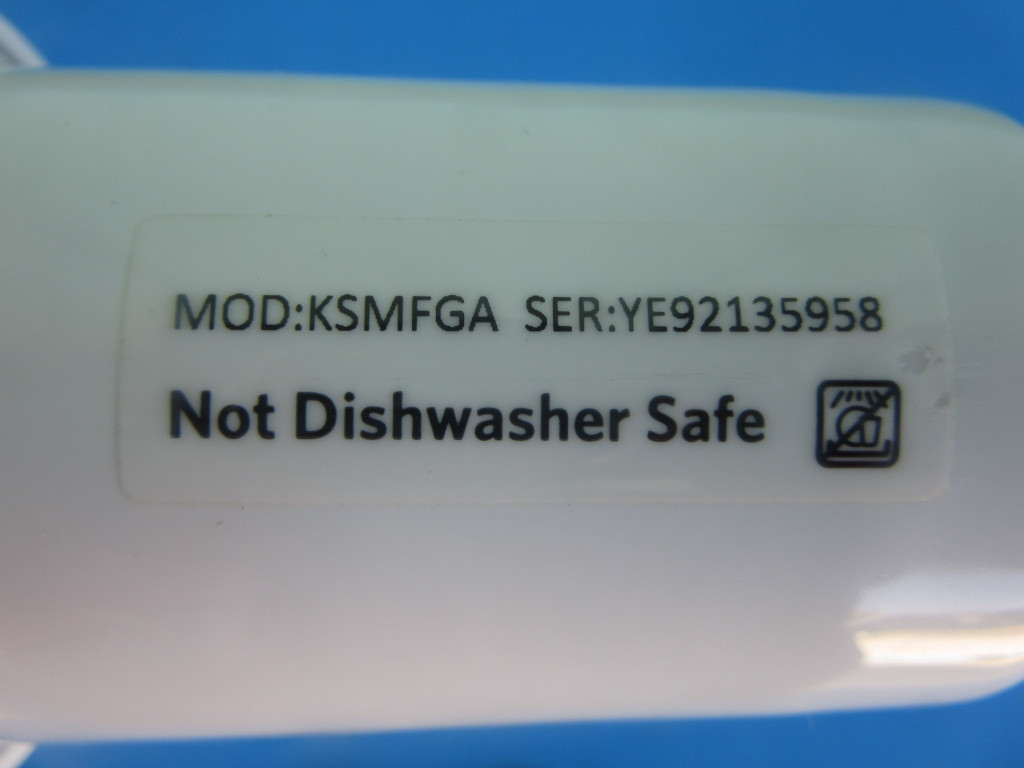 MOD:KSMFGA SER:YE92135958
Not Dishwasher Safe